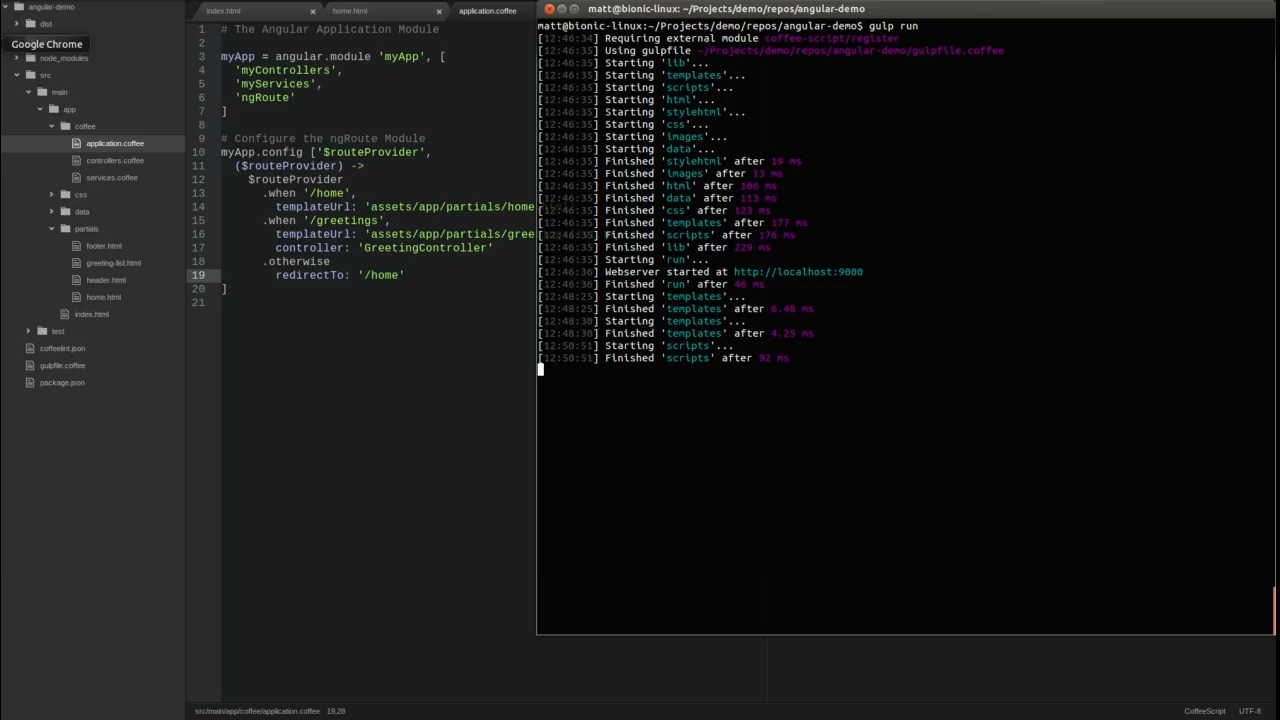 angular-demo
dist
Google Chrome
node_modules
src
main
app
coffee
application.coffee
controllers.coffee
services.coffee
css
data
partials
footer.html
greeting-list.html
header.html
home.html
index.html
test
coffeelint.json
gulpfile.coffee
package.json
index.html
home.html
application.coffee
1 # The Angular Application Module
2
3 myApp = angular.module 'myApp', [
4 'myControllers',
5 'myServices',
6 'ngRoute'
7 ]
8
9 # Configure the ngRoute Module
10 myApp.config ['$routeProvider',
11 ($routeProvider) ->
12 $routeProvider
13 .when '/home',
14 templateUrl: 'assets/app/partials/home
15 .when '/greetings',
16 templateUrl: 'assets/app/partials/gree
17 controller: 'GreetingController'
18 .otherwise
19 redirectTo: '/home'
20 ]
21
matt@bionic-linux: ~/Projects/demo/repos/angular-demo
matt@bionic-linux:~/Projects/demo/repos/angular-demo$ gulp run
[12:46:34] Requiring external module coffee-script/register
[12:46:35] Using gulpfile ~/Projects/demo/repos/angular-demo/gulpfile.coffee
[12:46:35] Starting 'lib'...
[12:46:35] Starting 'templates'...
[12:46:35] Starting 'scripts'...
[12:46:35] Starting 'html'...
[12:46:35] Starting 'stylehtml'...
[12:46:35] Starting 'css'...
[12:46:35] Starting 'images'...
[12:46:35] Starting 'data'...
[12:46:35] Finished 'stylehtml' after 19 ms
[12:46:35] Finished 'images' after 13 ms
[12:46:35] Finished 'html' after 106 ms
[12:46:35] Finished 'data' after 113 ms
[12:46:35] Finished 'css' after 123 ms
[12:46:35] Finished 'templates' after 177 ms
[12:46:35] Finished 'scripts' after 176 ms
[12:46:35] Finished 'lib' after 229 ms
[12:46:35] Starting 'run'...
[12:46:36] Webserver started at http://localhost:9000
[12:46:36] Finished 'run' after 46 ms
[12:48:25] Starting 'templates'...
[12:48:25] Finished 'templates' after 6.48 ms
[12:48:30] Starting 'templates'...
[12:48:30] Finished 'templates' after 4.25 ms
[12:50:51] Starting 'scripts'...
[12:50:51] Finished 'scripts' after 92 ms
src/main/app/coffee/application.coffee 19,28
CoffeeScript UTF-8